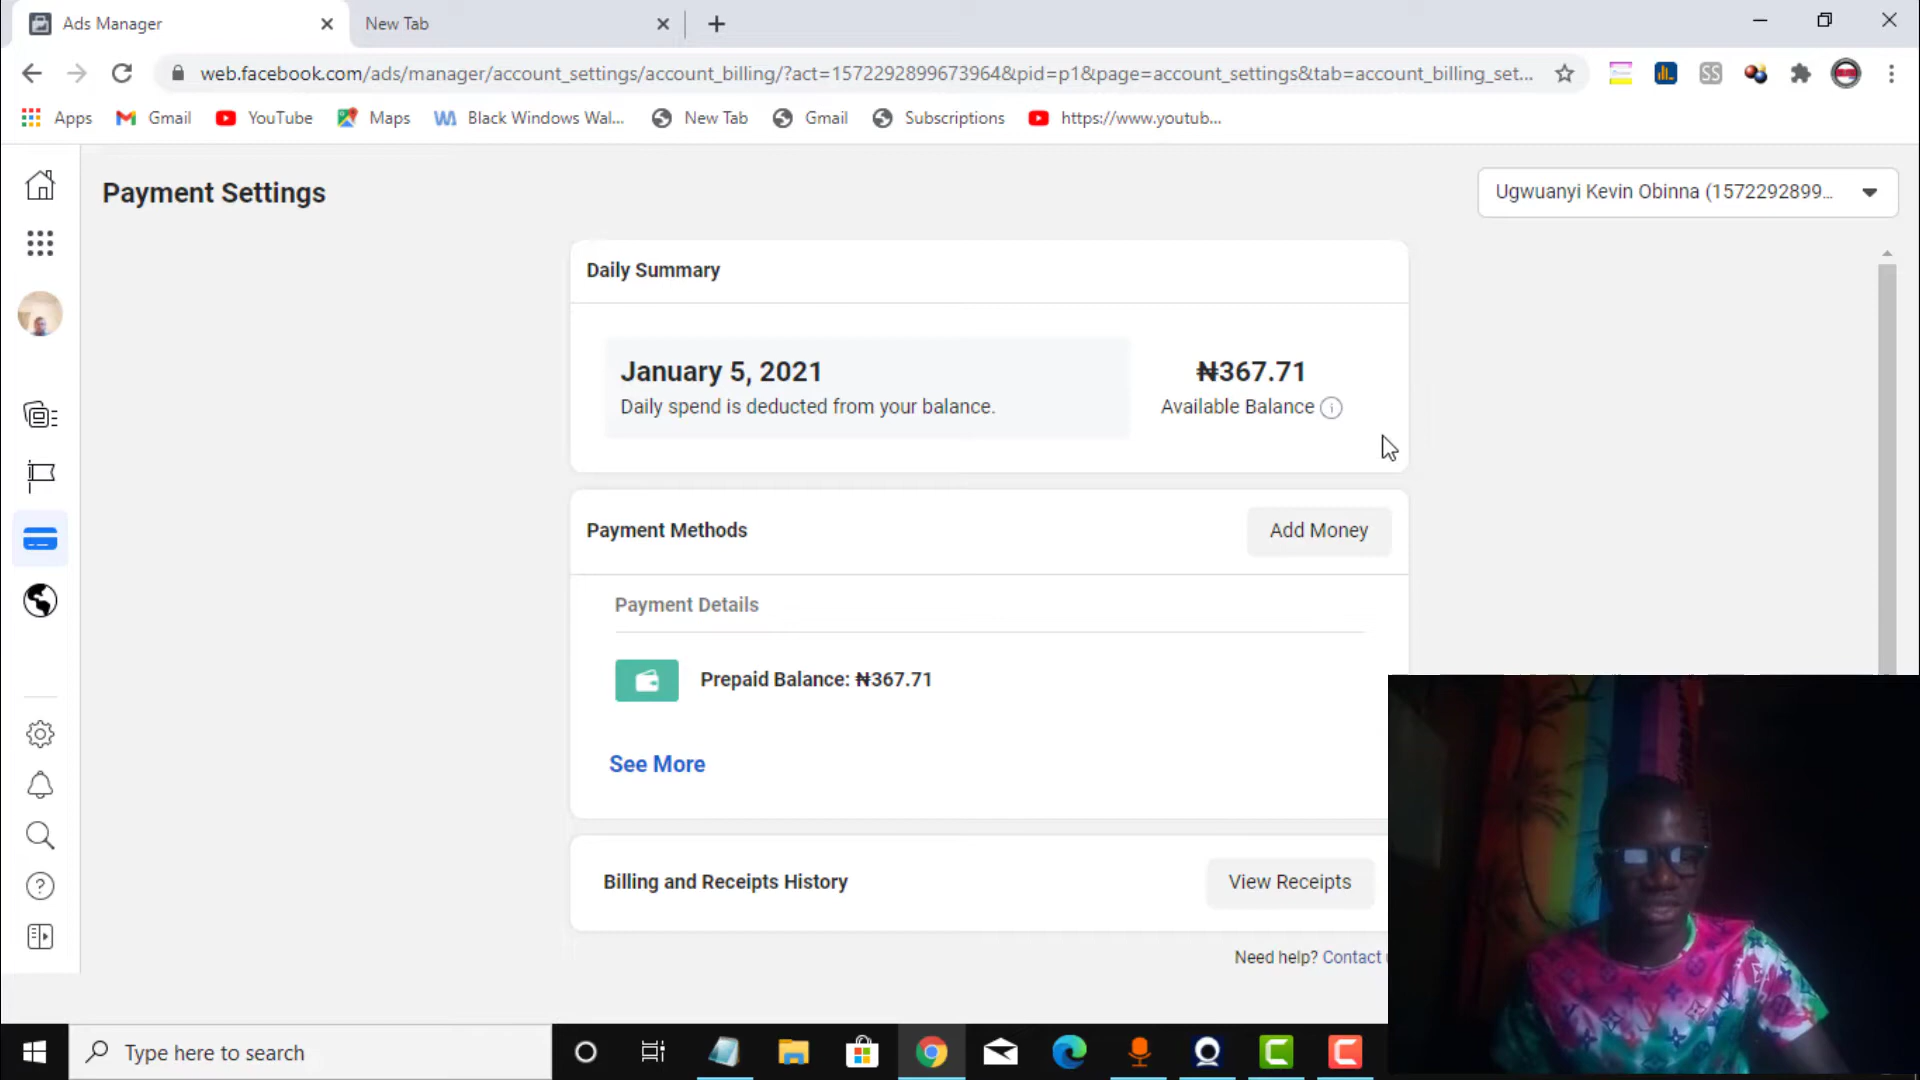 Ads Manager
New Tab
web.facebook.com/ads/manager/account_settings/account_billing/?act=1572292899673964&pid=p1&page=account_settings&tab=account_billing_set...
SS
Apps
Gmail
YouTube
Maps
Black Windows Wal...
New Tab
Gmail
Subscriptions
https://www.youtub...
Payment Settings
Ugwuanyi Kevin Obinna (1572292899...
Daily Summary
January 5, 2021
₦367.71
Daily spend is deducted from your balance.
Available Balance
Payment Methods
Add Money
Payment Details
Prepaid Balance: ₦367.71
See More
Billing and Receipts History
View Receipts
Need help? Contact
Type here to search